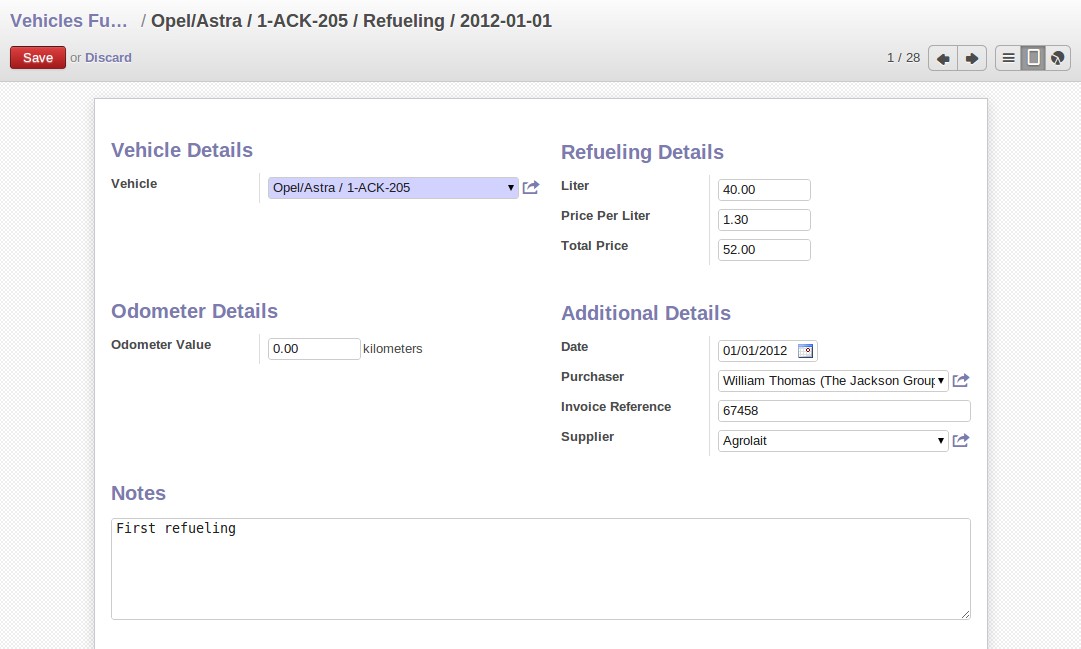 Vehicles Fu... / Opel/Astra / 1-ACK-205 / Refueling / 2012-01-01
Save or Discard
1 / 28
Vehicle Details
Vehicle
Opel/Astra / 1-ACK-205
Refueling Details
Liter
40.00
Price Per Liter
1.30
Total Price
52.00
Odometer Details
Odometer Value
0.00 kilometers
Additional Details
Date
01/01/2012
Purchaser
William Thomas (The Jackson Group
Invoice Reference
67458
Supplier
Agrolait
Notes
First refueling